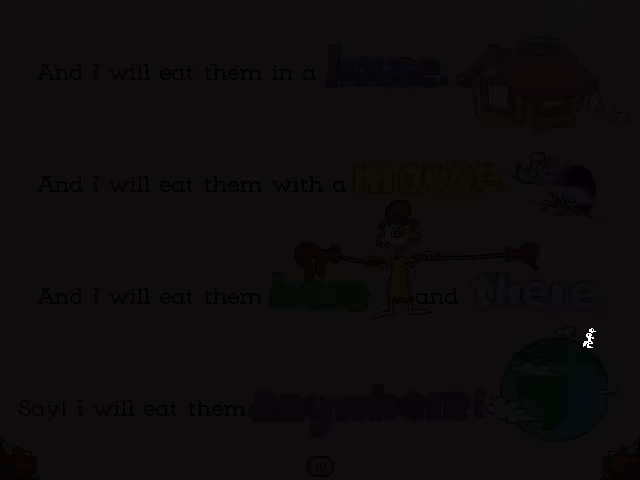 And I will eat them in a house.
And I will eat them with a mouse.
And I will eat them here and there.
Say! I will eat them anywhere!